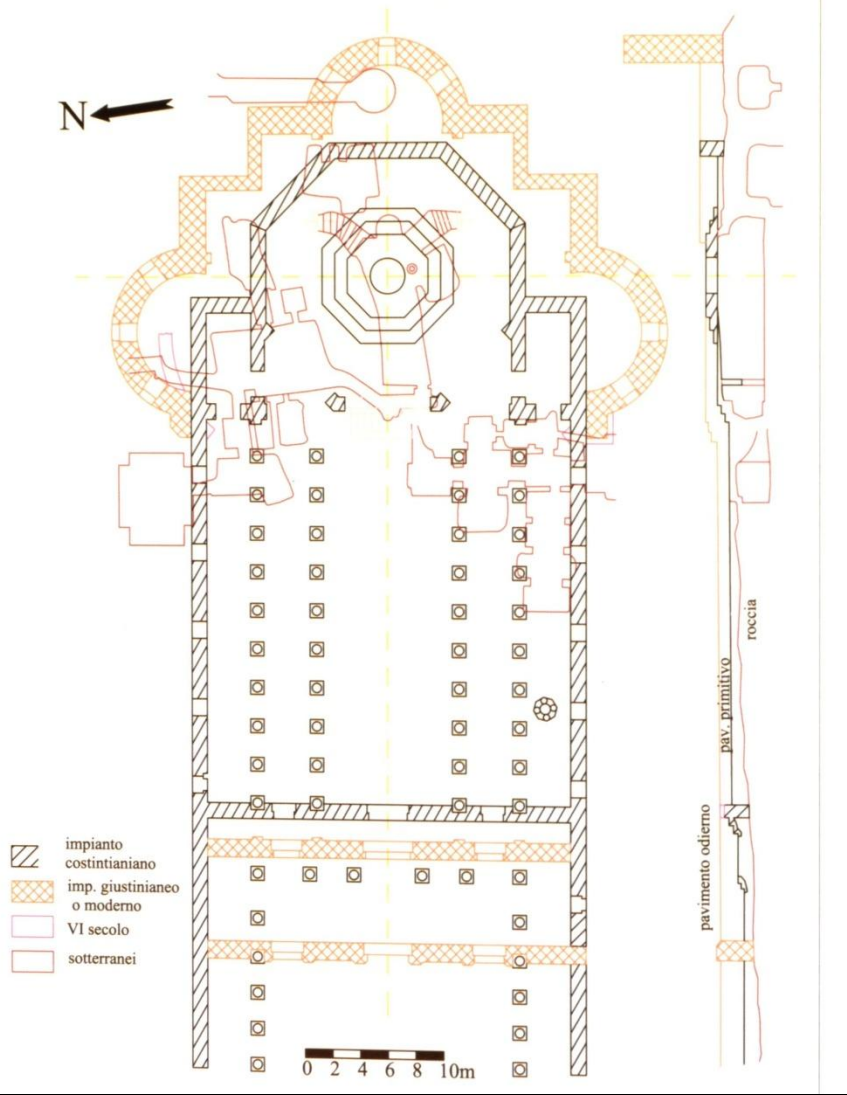 N
roccia
pav. primitivo
pavimento odierno
impianto
costintianiano
imp. giustinianeo
o moderno
VI secolo
sotterranei
0 2 4 6 8 10m